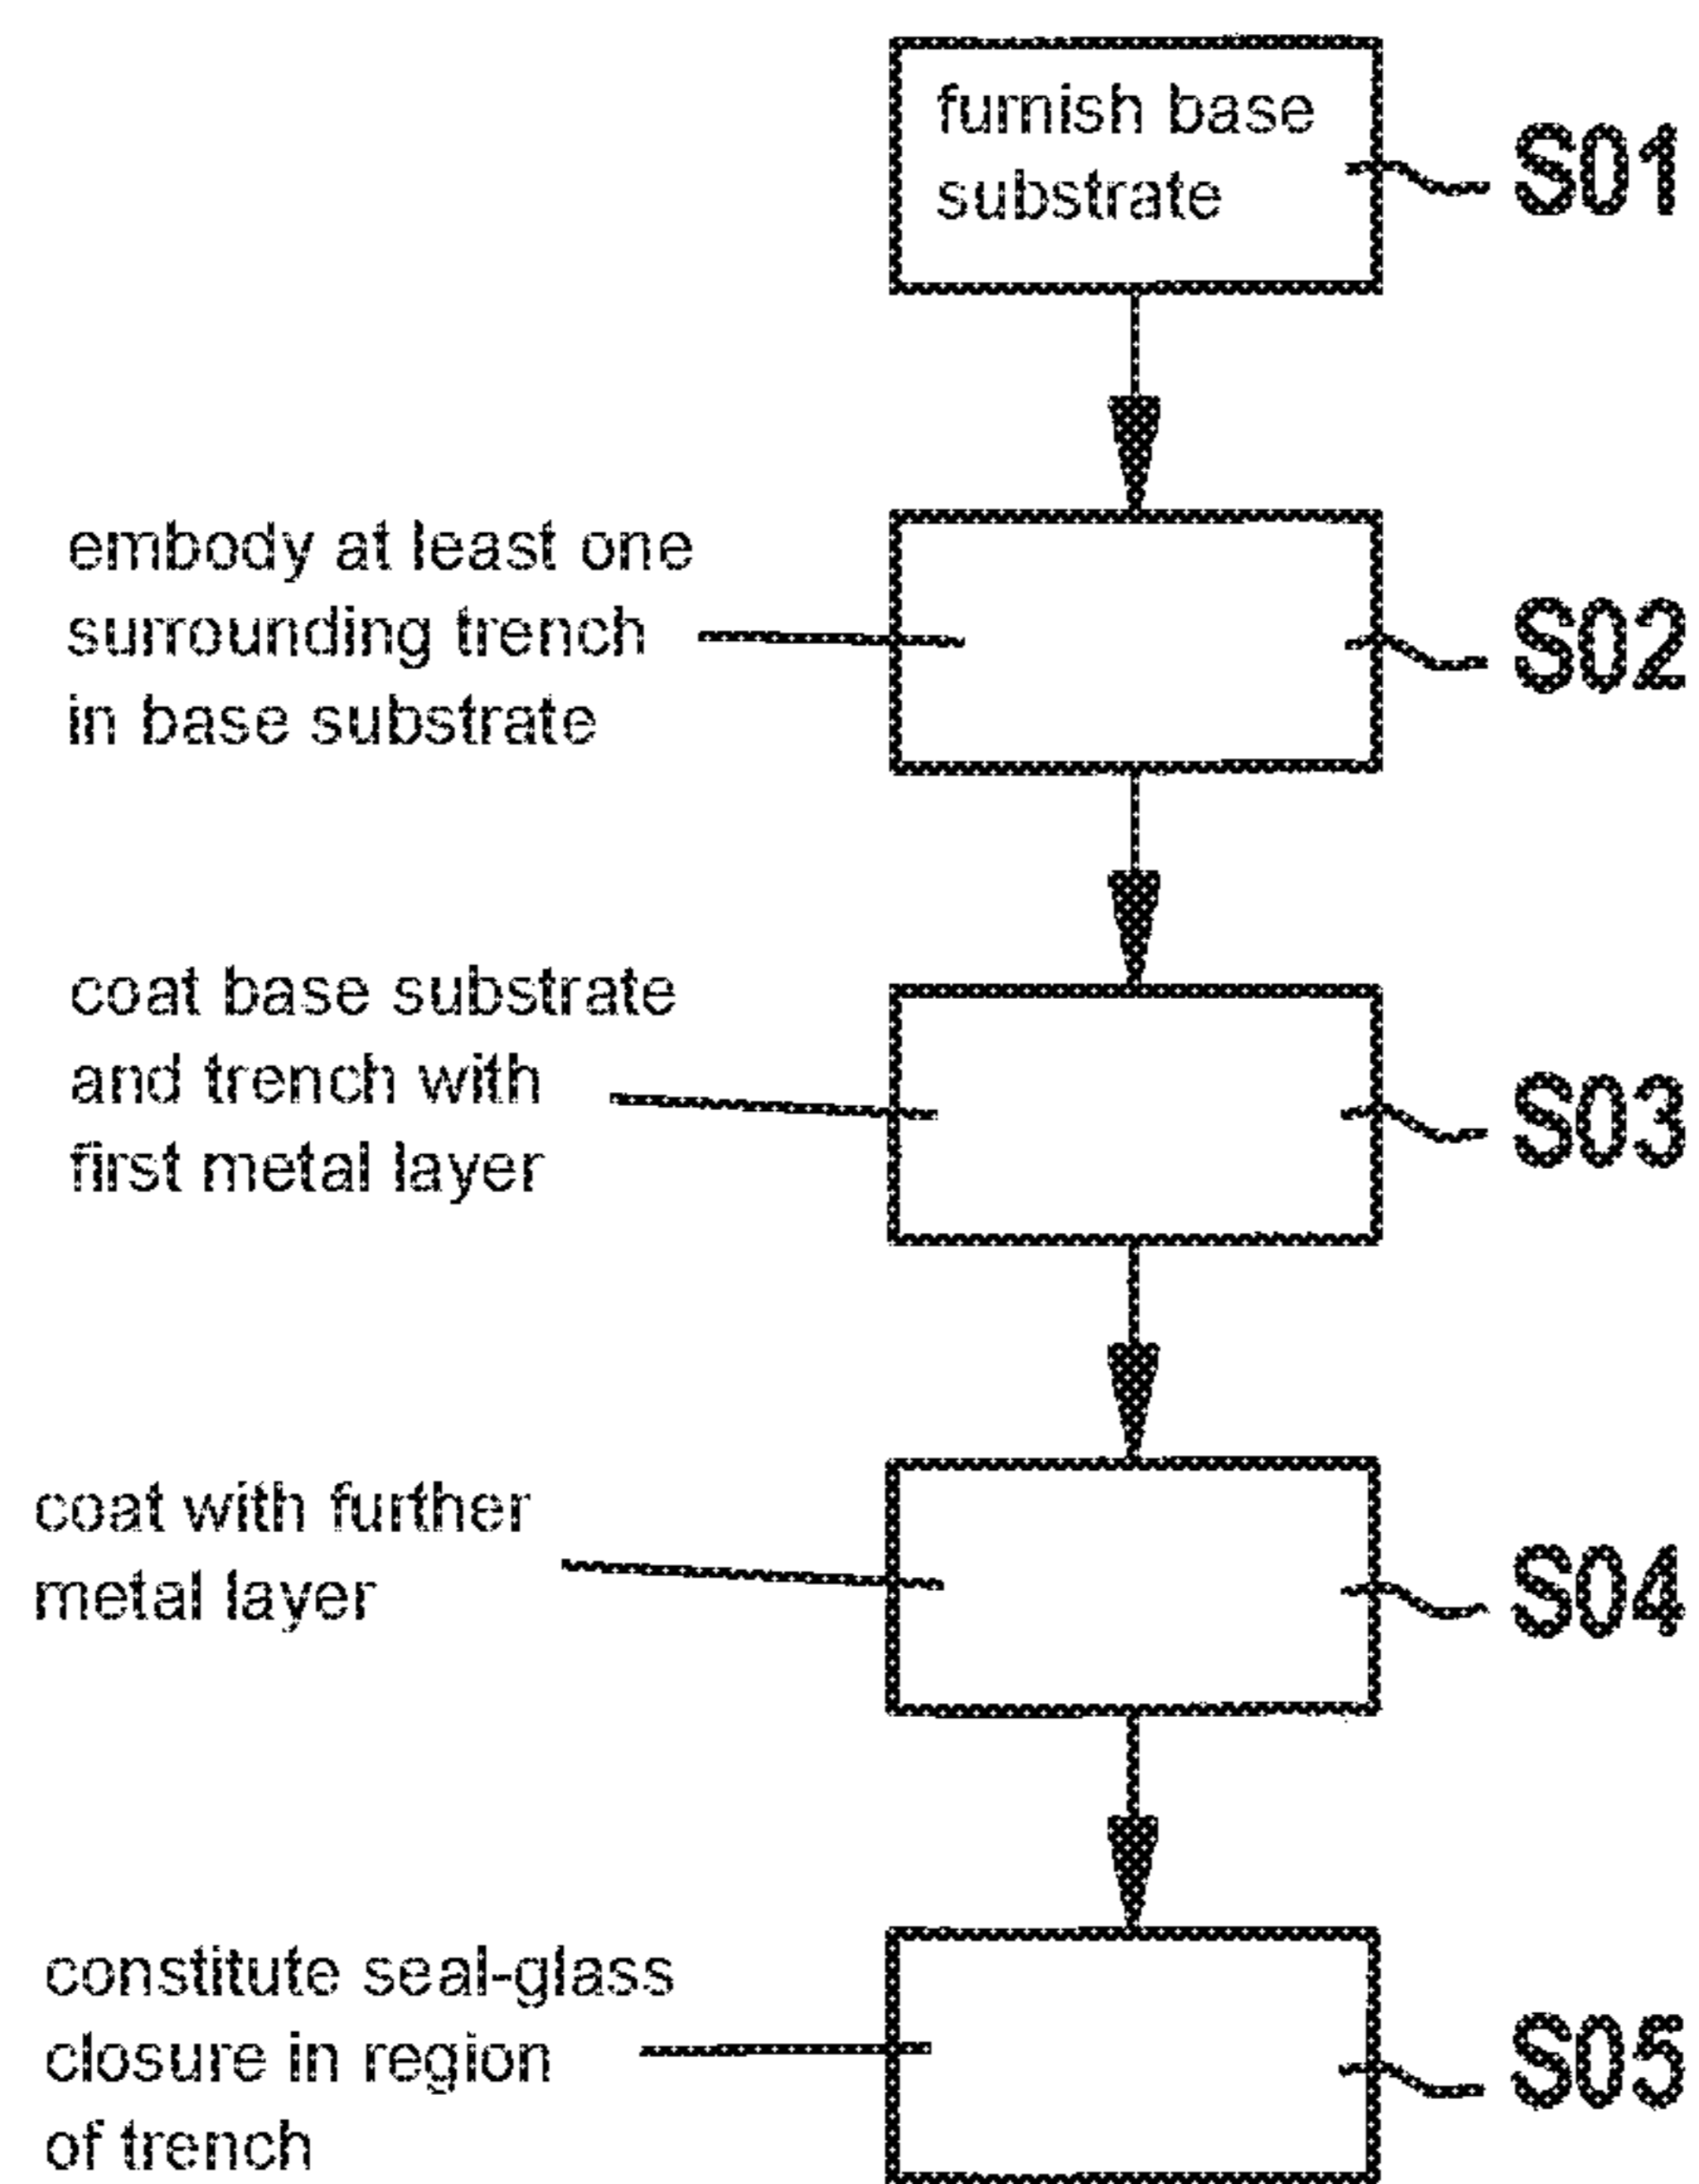 furnish base
substrate
S01
embody at least one
surrounding trench
in base substrate
S02
coat base substrate
and trench with
first metal layer
S03
coat with further
metal layer
S04
constitute seal-glass
closure in region
of trench
S05